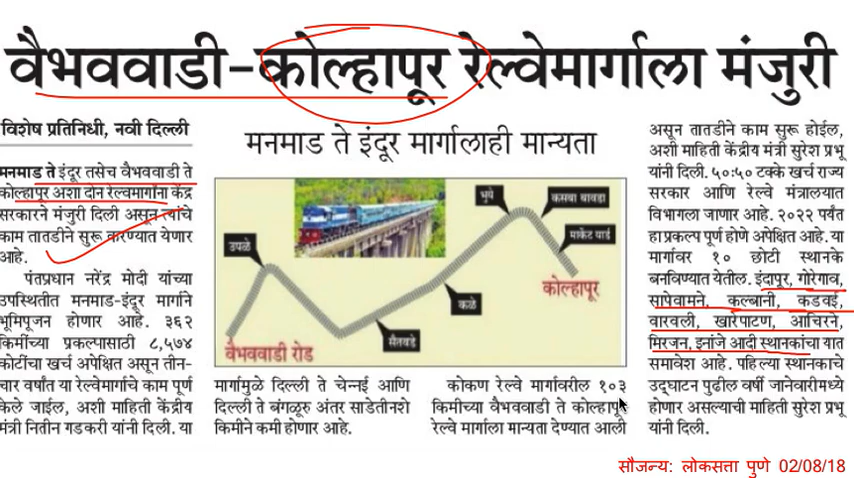 वैभववाडी-कोल्हापूर रेल्वेमार्गाला मंजुरी
विशेष प्रतिनिधी, नवी दिल्ली
मनमाड ते इंदूर तसेच वैभववाडी ते
कोल्हापूर अशा दोन रेल्वेमार्गांना केंद्र
सरकारने मंजुरी दिली असून त्यांचे
काम तातडीने सुरू करण्यात येणार
आहे.
पंतप्रधान नरेंद्र मोदी यांच्या
उपस्थितीत मनमाड-इंदूर मार्गाने
भूमिपूजन होणार आहे. ३६२
किमींच्या प्रकल्पासाठी ८,५७४
कोटींचा खर्च अपेक्षित असून तीन-
चार वर्षांत या रेल्वेमार्गाचे काम पूर्ण
केले जाईल, अशी माहिती केंद्रीय
मंत्री नितीन गडकरी यांनी दिली. या
मनमाड ते इंदूर मार्गालाही मान्यता
उपळे
भुये
कसबा बावडा
मार्केट यार्ड
कोल्हापूर
कळे
सैतवडे
वैभववाडी रोड
मार्गामुळे दिल्ली ते चेन्नई आणि
दिल्ली ते बंगळूरु अंतर साडेतीनशे
किमीने कमी होणार आहे.
कोकण रेल्वे मार्गावरील १०३
किमीच्या वैभववाडी ते कोल्हापूर
रेल्वे मार्गाला मान्यता देण्यात आली
असून तातडीने काम सुरू होईल,
अशी माहिती केंद्रीय मंत्री सुरेश प्रभू
यांनी दिली. ५०:५० टक्के खर्च राज्य
सरकार आणि रेल्वे मंत्रालयात
विभागला जाणार आहे. २०२२ पर्यंत
हा प्रकल्प पूर्ण होणे अपेक्षित आहे. या
मार्गावर १० छोटी स्थानके
बनविण्यात येतील. इंदापूर, गोरेगाव,
सापेवामने, कल्बानी, कडवई,
वारवली, खारेपाटण, आचिरने,
मिरजन, इनांजे आदी स्थानकांचा यात
समावेश आहे. पहिल्या स्थानकाचे
उद्घाटन पुढील वर्षी जानेवारीमध्ये
होणार असल्याची माहिती सुरेश प्रभू
यांनी दिली.
सौजन्य: लोकसत्ता पुणे 02/08/18